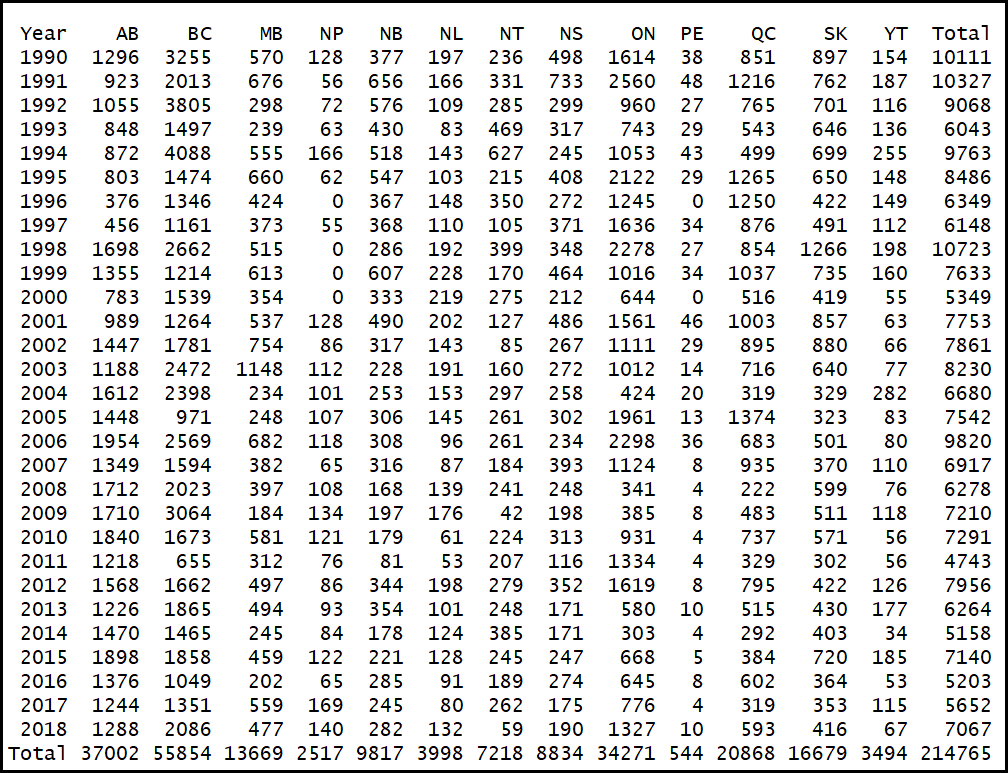 Year AB BC MB NP NB NL NT NS ON PE QC SK YT Total
1990 1296 3255 570 128 377 197 236 498 1614 38 851 897 154 10111
1991 923 2013 676 56 656 166 331 733 2560 48 1216 762 187 10327
1992 1055 3805 298 72 576 109 285 299 960 27 765 701 116 9068
1993 848 1497 239 63 430 83 469 317 743 29 543 646 136 6043
1994 872 4088 555 166 518 143 627 245 1053 43 499 699 255 9763
1995 803 1474 660 62 547 103 215 408 2122 29 1265 650 148 8486
1996 376 1346 424 0 367 148 350 272 1245 0 1250 422 149 6349
1997 456 1161 373 55 368 110 105 371 1636 34 876 491 112 6148
1998 1698 2662 515 0 286 192 399 348 2278 27 854 1266 198 10723
1999 1355 1214 613 0 607 228 170 464 1016 34 1037 735 160 7633
2000 783 1539 354 0 333 219 275 212 644 0 516 419 55 5349
2001 989 1264 537 128 490 202 127 486 1561 46 1003 857 63 7753
2002 1447 1781 754 86 317 143 85 267 1111 29 895 880 66 7861
2003 1188 2472 1148 112 228 191 160 272 1012 14 716 640 77 8230
2004 1612 2398 234 101 253 153 297 258 424 20 319 329 282 6680
2005 1448 971 248 107 306 145 261 302 1961 13 1374 323 83 7542
2006 1954 2569 682 118 308 96 261 234 2298 36 683 501 80 9820
2007 1349 1594 382 65 316 87 184 393 1124 8 935 370 110 6917
2008 1712 2023 397 108 168 139 241 248 341 4 222 599 76 6278
2009 1710 3064 184 134 197 176 42 198 385 8 483 511 118 7210
2010 1840 1673 581 121 179 61 224 313 931 4 737 571 56 7291
2011 1218 655 312 76 81 53 207 116 1334 4 329 302 56 4743
2012 1568 1662 497 86 344 198 279 352 1619 8 795 422 126 7956
2013 1226 1865 494 93 354 101 248 171 580 10 515 430 177 6264
2014 1470 1465 245 84 178 124 385 171 303 4 292 403 34 5158
2015 1898 1858 459 122 221 128 245 247 668 5 384 720 185 7140
2016 1376 1049 202 65 285 91 189 274 645 8 602 364 53 5203
2017 1244 1351 559 169 245 80 262 175 776 4 319 353 115 5652
2018 1288 2086 477 140 282 132 59 190 1327 10 593 416 67 7067
Total 37002 55854 13669 2517 9817 3998 7218 8834 34271 544 20868 16679 3494 214765